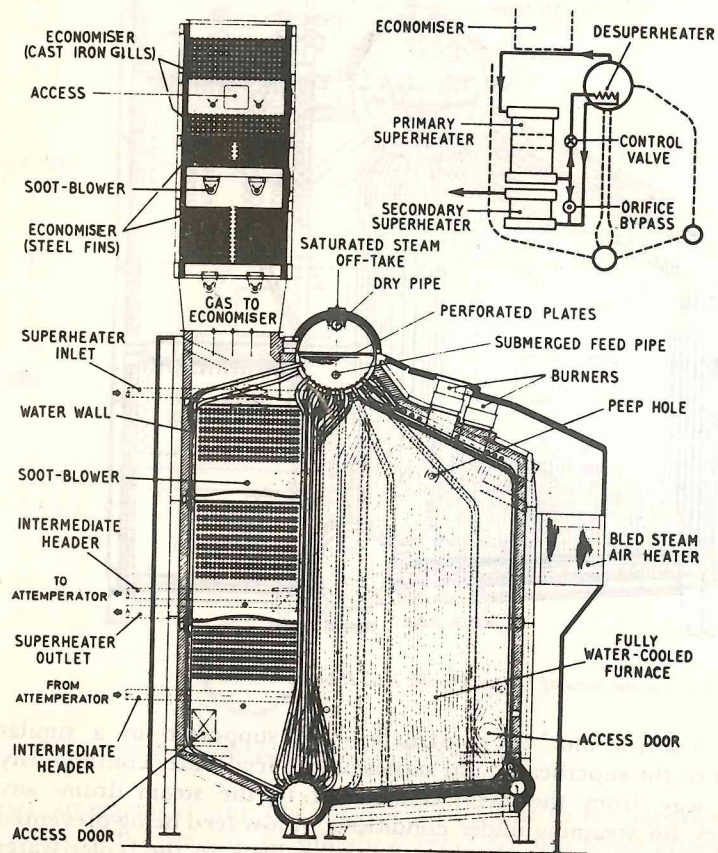 ECONOMISER
(CAST IRON GILLS)
ACCESS
SOOT-BLOWER
ECONOMISER
(STEEL FINS)
GAS TO
ECONOMISER
ECONOMISER
DESUPERHEATER
PRIMARY
SUPERHEATER
CONTROL
VALVE
SECONDARY
SUPERHEATER
ORIFICE
BYPASS
SATURATED STEAM
OFF-TAKE
DRY PIPE
PERFORATED PLATES
SUBMERGED FEED PIPE
BURNERS
PEEP HOLE
SUPERHEATER
INLET
WATER WALL
SOOT-BLOWER
INTERMEDIATE
HEADER
TO
ATTEMPERATOR
SUPERHEATER
OUTLET
FROM
ATTEMPERATOR
INTERMEDIATE
HEADER
ACCESS DOOR
BLED STEAM
AIR HEATER
FULLY
WATER-COOLED
FURNACE
ACCESS DOOR